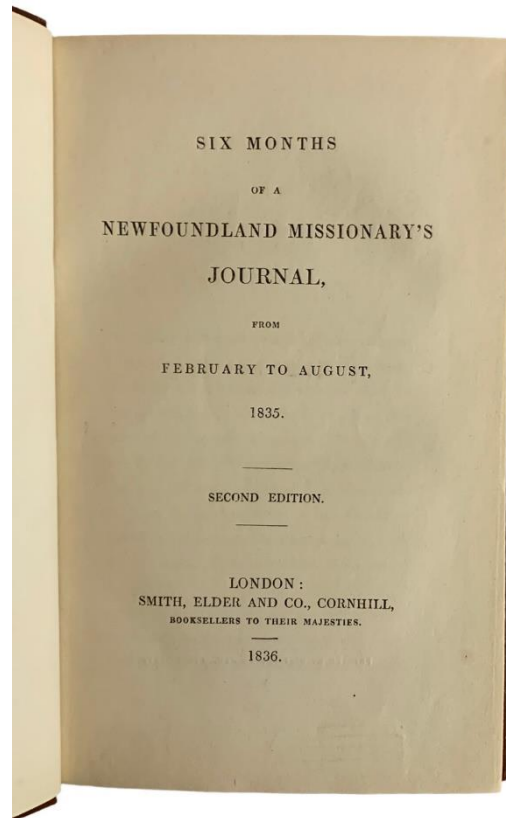 SIX MONTHS
OF A
NEWFOUNDLAND MISSIONARY'S
JOURNAL,
FROM
FEBRUARY TO AUGUST,
1835.
SECOND EDITION.
LONDON:
SMITH, ELDER AND CO., CORNHILL,
BOOKSELLERS TO THEIR MAJESTIES.
1836.